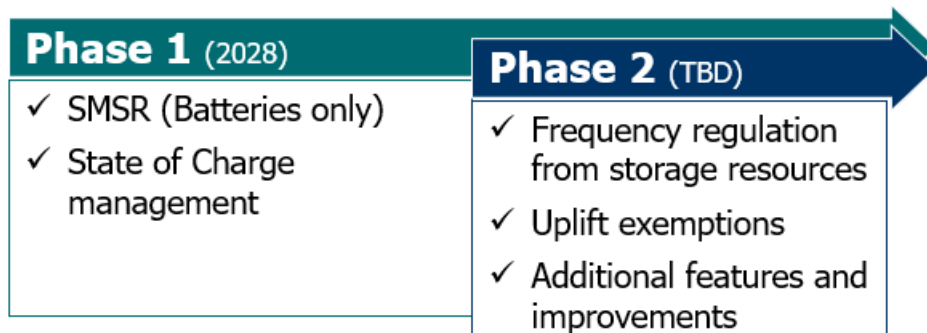 Phase 1 (2028)
✓ SMSR (Batteries only)
✓ State of Charge
management
Phase 2 (TBD)
✓ Frequency regulation
from storage resources
✓ Uplift exemptions
✓ Additional features and
improvements